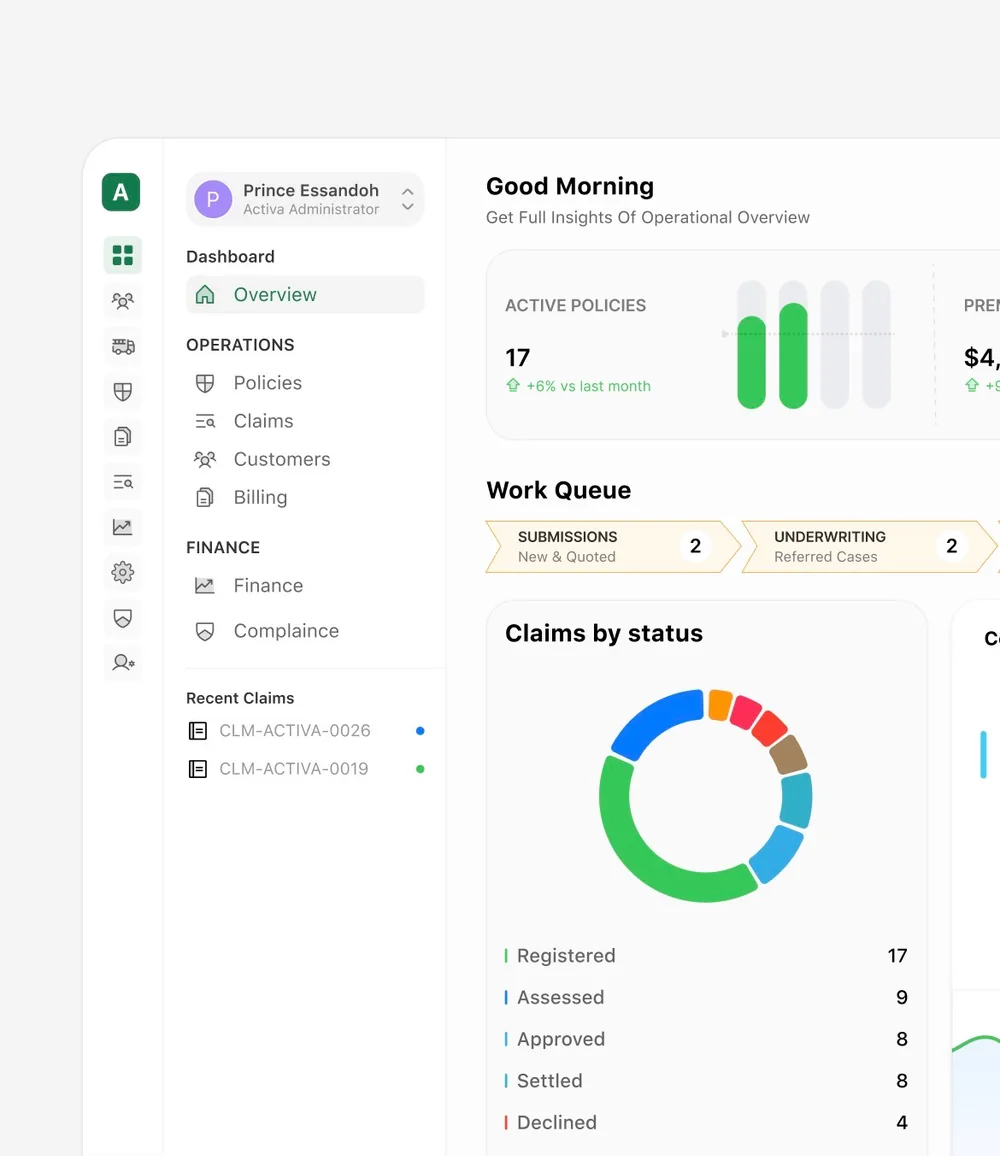 A
P
Prince Essandoh
Activa Administrator
Dashboard
Overview
OPERATIONS
Policies
Claims
Customers
Billing
FINANCE
Finance
Complaince
Recent Claims
CLM-ACTIVA-0026
CLM-ACTIVA-0019
Good Morning
Get Full Insights Of Operational Overview
ACTIVE POLICIES
17
+6% vs last month
$4,
Work Queue
SUBMISSIONS
New & Quoted
2
UNDERWRITING
Referred Cases
2
Claims by status
Registered 17
Assessed 9
Approved 8
Settled 8
Declined 4